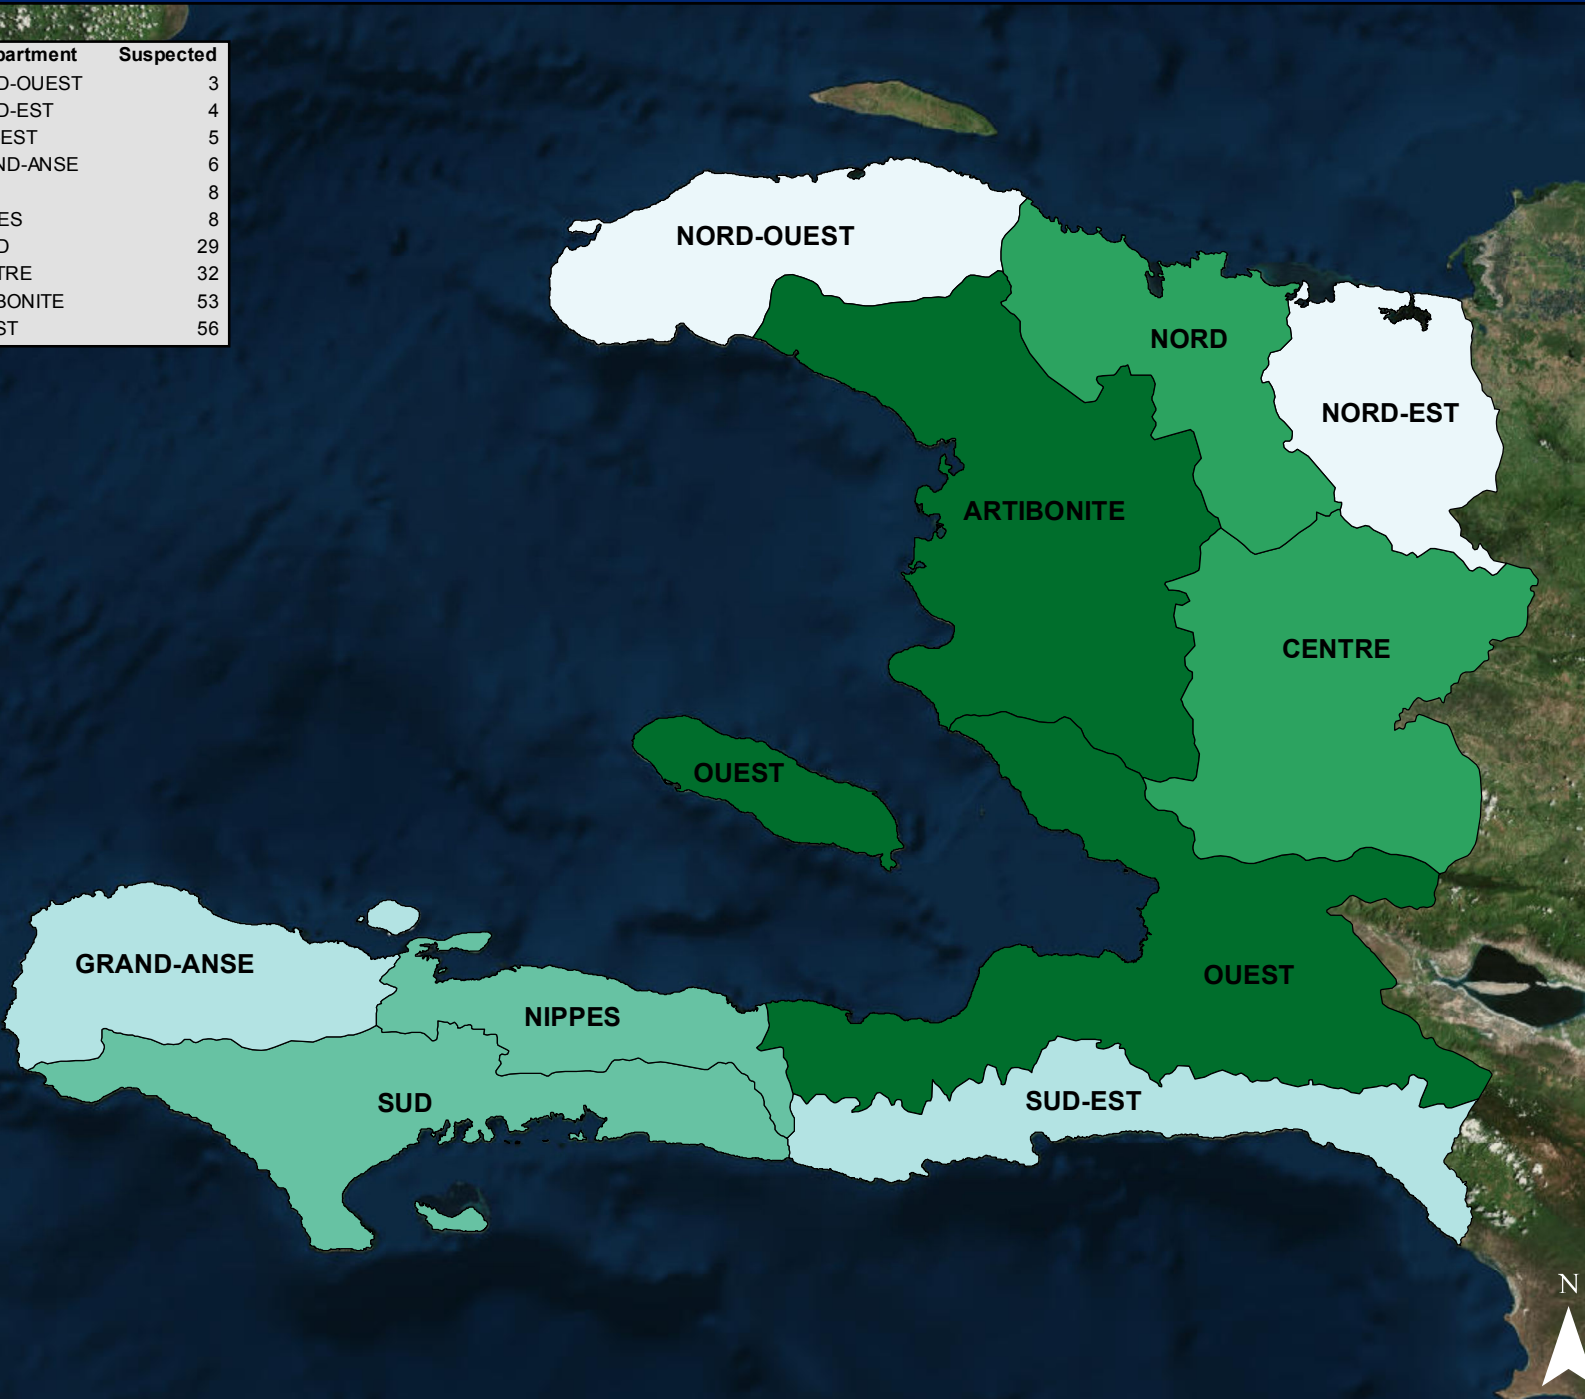 partment Suspected
D-OUEST 3
D-EST 4
EST 5
ND-ANSE 6
8
ES 8
D 29
TRE 32
BONITE 53
ST 56
NORD-OUEST
NORD
NORD-EST
ARTIBONITE
CENTRE
OUEST
GRAND-ANSE
OUEST
NIPPES
SUD
SUD-EST
N